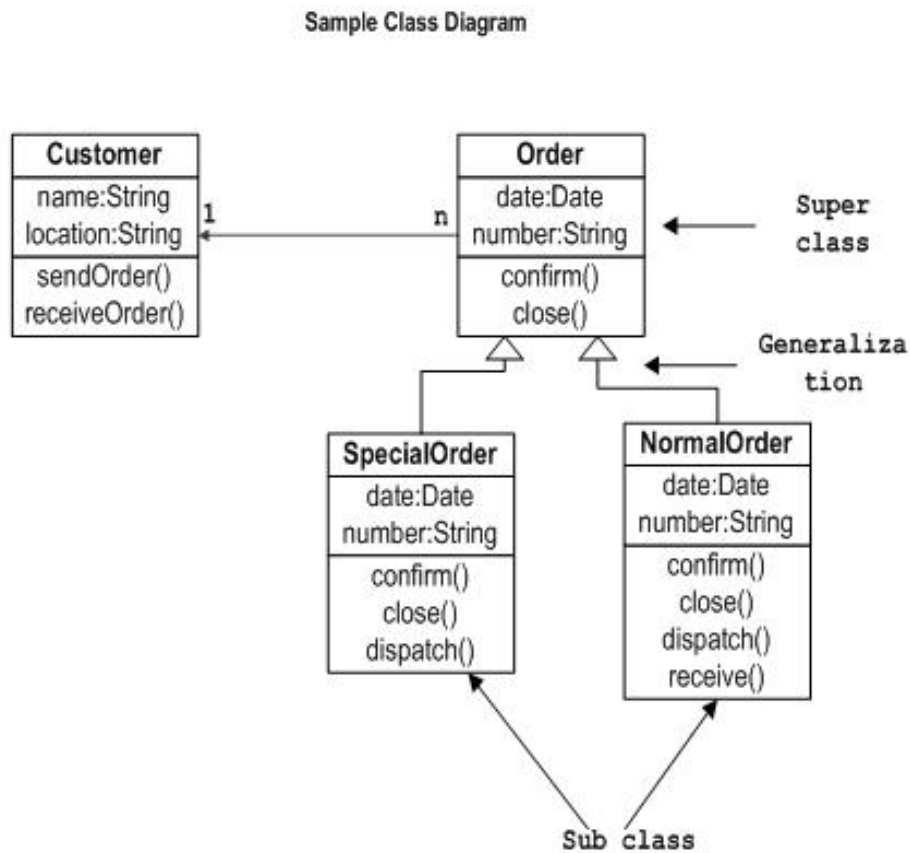 Sample Class Diagram
Customer
name:String
location:String
sendOrder()
receiveOrder()
1
n
Order
date:Date
number:String
confirm()
close()
Super
class
Generaliza
tion
SpecialOrder
date:Date
number:String
confirm()
close()
dispatch()
NormalOrder
date:Date
number:String
confirm()
close()
dispatch()
receive()
Sub class